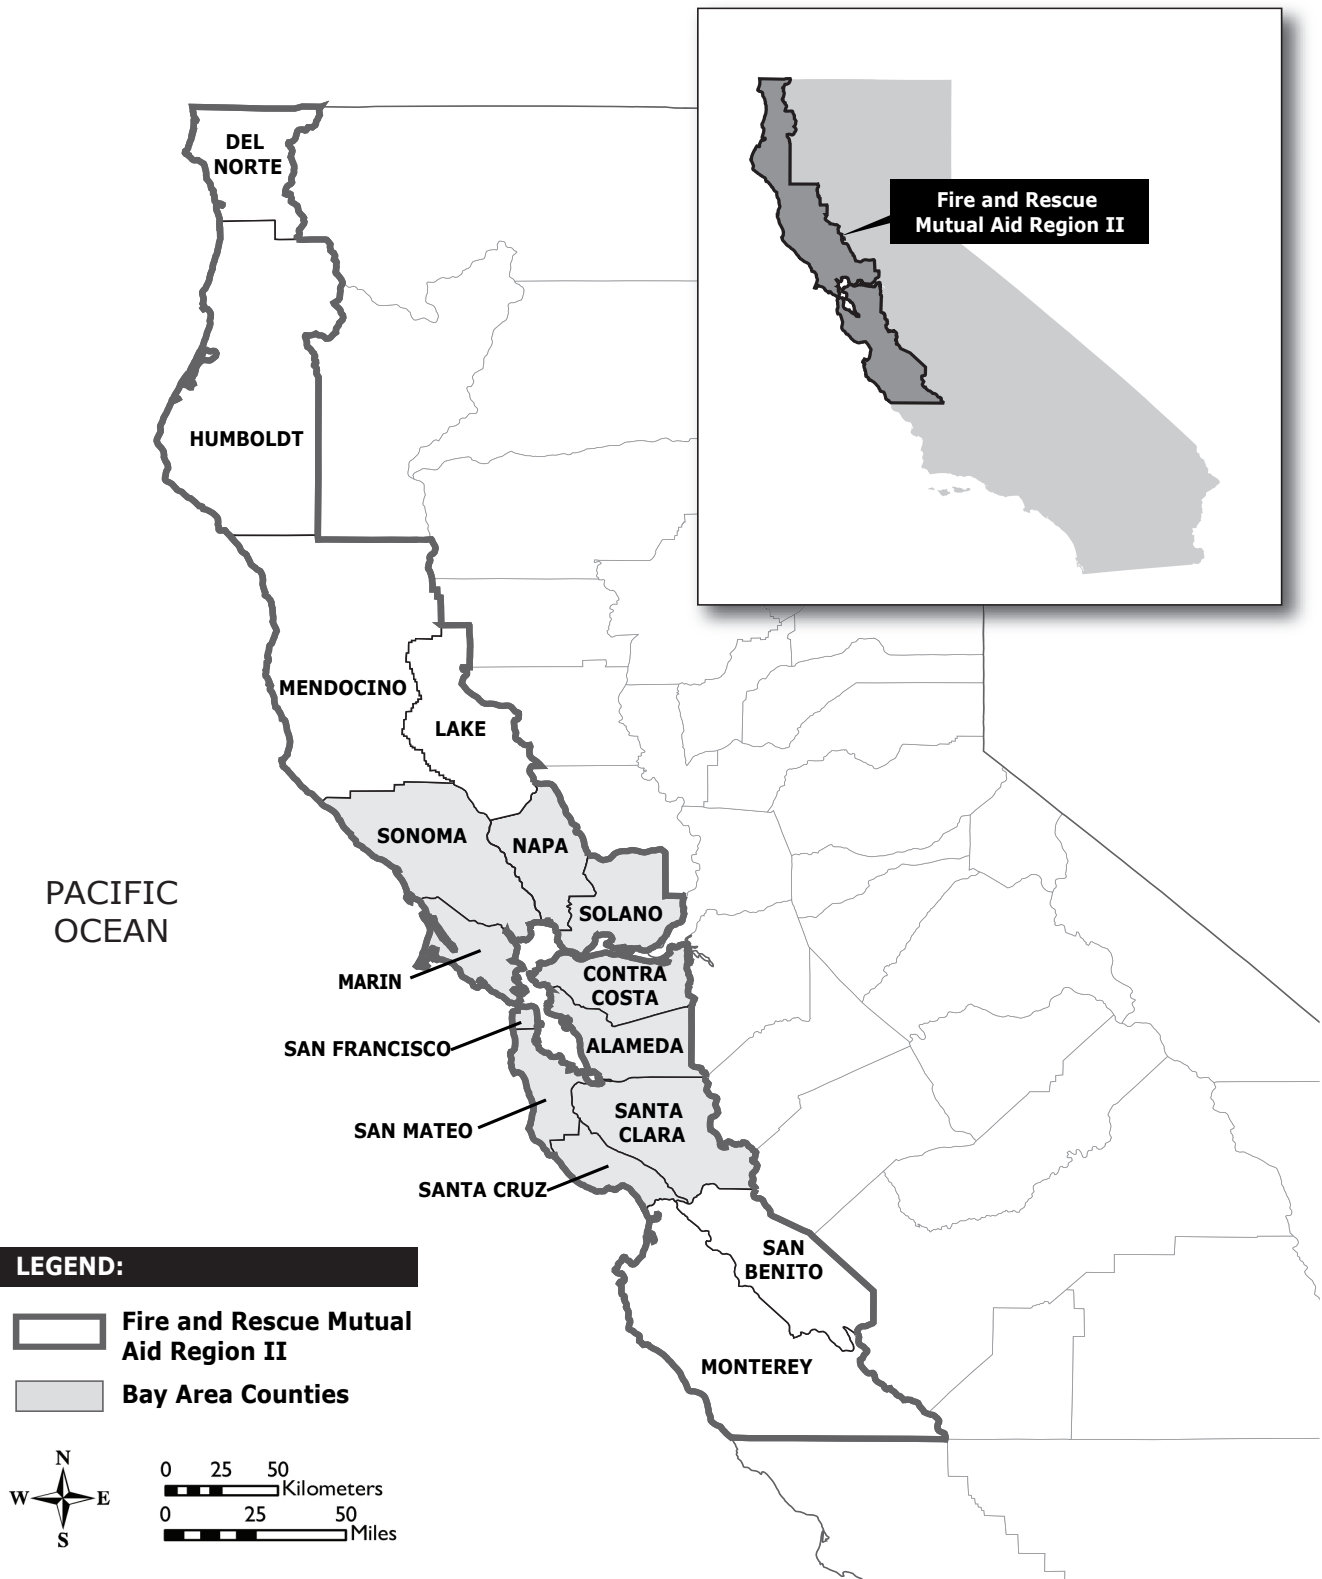 Fire and Rescue
Mutual Aid Region II
DEL
NORTE
HUMBOLDT
MENDOCINO
LAKE
SONOMA
NAPA
SOLANO
PACIFIC
OCEAN
MARIN
CONTRA
COSTA
SAN FRANCISCO
ALAMEDA
SAN MATEO
SANTA
CLARA
SANTA CRUZ
SAN
BENITO
MONTEREY
LEGEND:
Fire and Rescue Mutual
Aid Region II
Bay Area Counties
N
W E
S
0 25 50
Kilometers
0 25 50
Miles